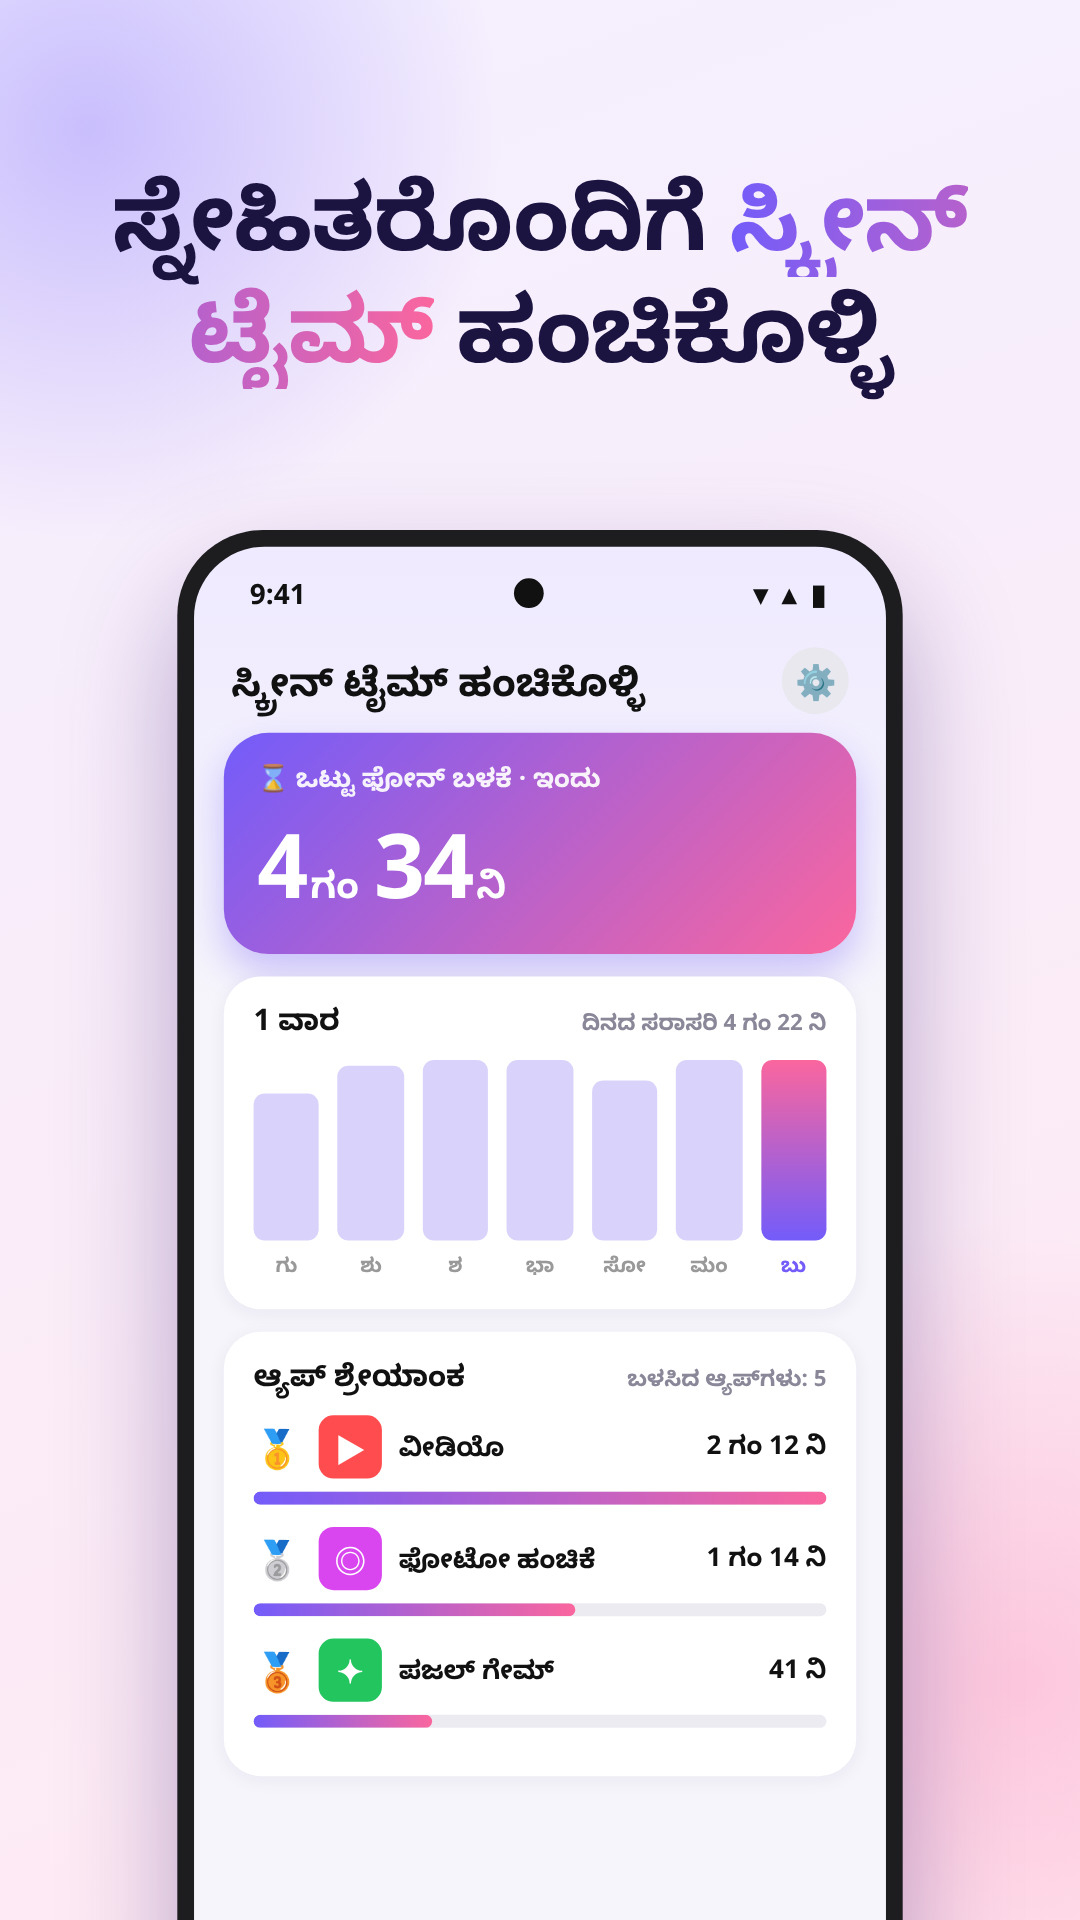 ಸ್ನೇಹಿತರೊಂದಿಗೆ ಸ್ಕ್ರೀನ್
ಟೈಮ್ ಹಂಚಿಕೊಳ್ಳಿ
9:41
ಸ್ಕ್ರೀನ್ ಟೈಮ್ ಹಂಚಿಕೊಳ್ಳಿ
ಒಟ್ಟು ಫೋನ್ ಬಳಕೆ · ಇಂದು
4ಗಂ 34ನಿ
1 ವಾರ ದಿನದ ಸರಾಸರಿ 4 ಗಂ 22 ನಿ
ಗು ಶು ಶ ಭಾ ಸೋ ಮಂ ಬು
ಆ್ಯಪ್ ಶ್ರೇಯಾಂಕ ಬಳಸಿದ ಆ್ಯಪ್‌ಗಳು: 5
ವೀಡಿಯೊ 2 ಗಂ 12 ನಿ
ಫೋಟೋ ಹಂಚಿಕೆ 1 ಗಂ 14 ನಿ
ಪಜಲ್ ಗೇಮ್ 41 ನಿ